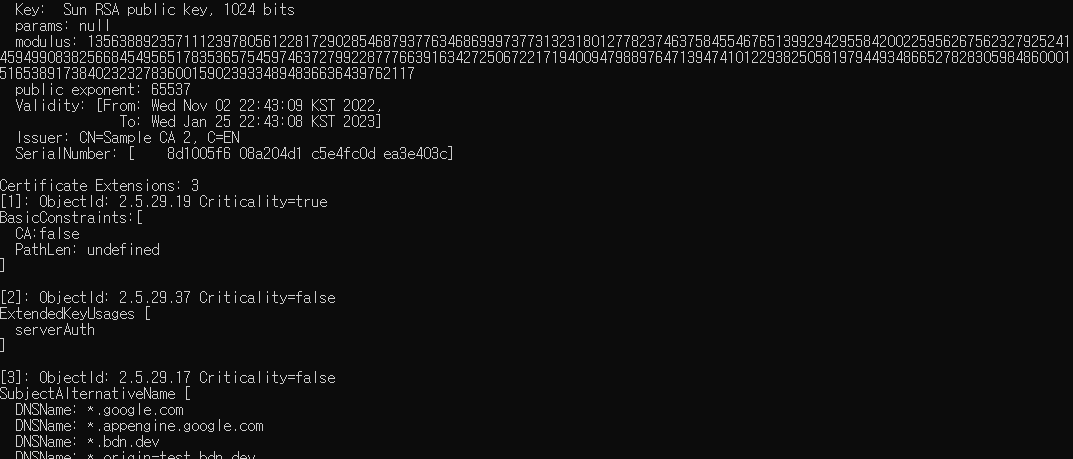 Key:  Sun RSA public key, 1024 bits
params: null
modulus: 135638892357111239780561228172902854687937763468699973773132318012778237463758455467651399294295584200225956267562327925241
459499083825668454956517835365754597463727992287776639163427250672217194009479889764713947410122938250581979449348665278283059848600001
51653891738402323278360015902393348948366364397621​17
public exponent: 65537
Validity: [From: Wed Nov 02 22:43:09 KST 2022,
To: Wed Jan 25 22:43:08 KST 2023]
Issuer: CN=Sample CA 2, C=EN
SerialNumber: [    8d1005f6 08a204d1 c5e4fc0d ea3e403c]
Certificate Extensions: 3
[1]: ObjectId: 2.5.29.19 Criticality=true
BasicConstraints:[
CA:false
PathLen: undefined
]
[2]: ObjectId: 2.5.29.37 Criticality=false
ExtendedKeyUsages [
serverAuth
]
[3]: ObjectId: 2.5.29.17 Criticality=false
SubjectAlternativeName [
DNSName: *.google.com
DNSName: *.appengine.google.com
DNSName: *.bdn.dev
DNSName: *.origin-test.bdn.dev